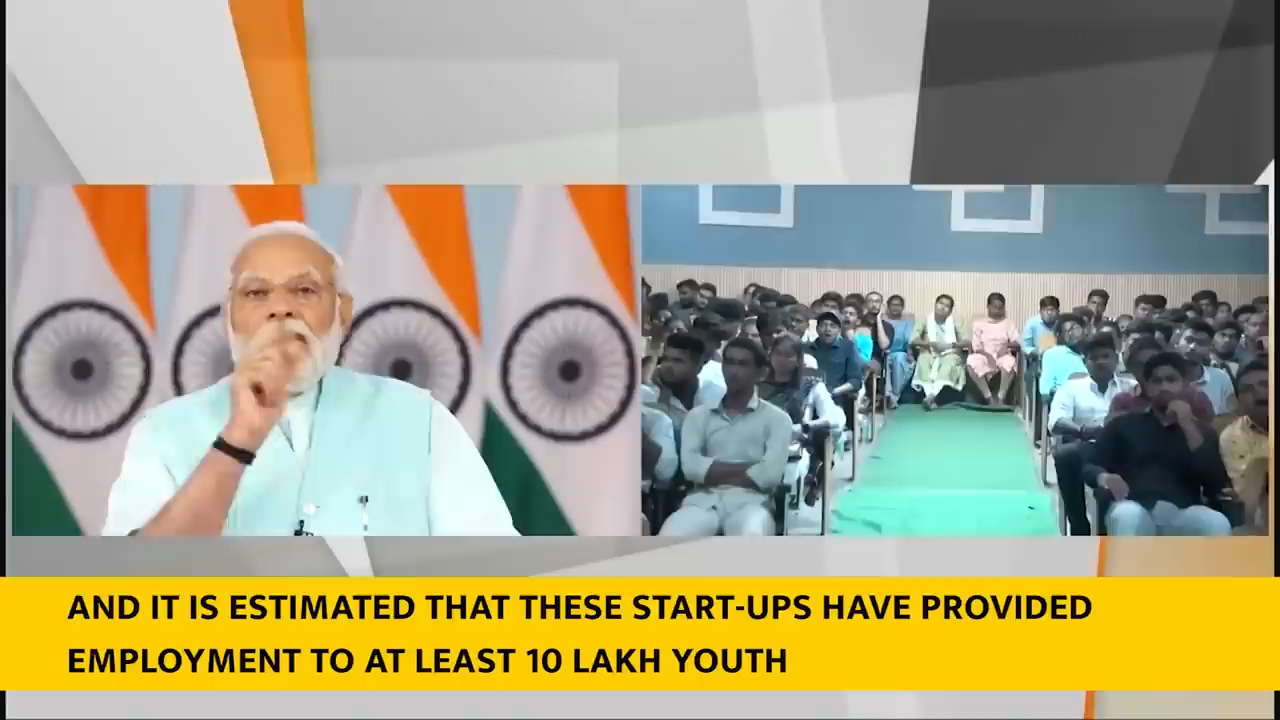 AND IT IS ESTIMATED THAT THESE START-UPS HAVE PROVIDED
EMPLOYMENT TO AT LEAST 10 LAKH YOUTH